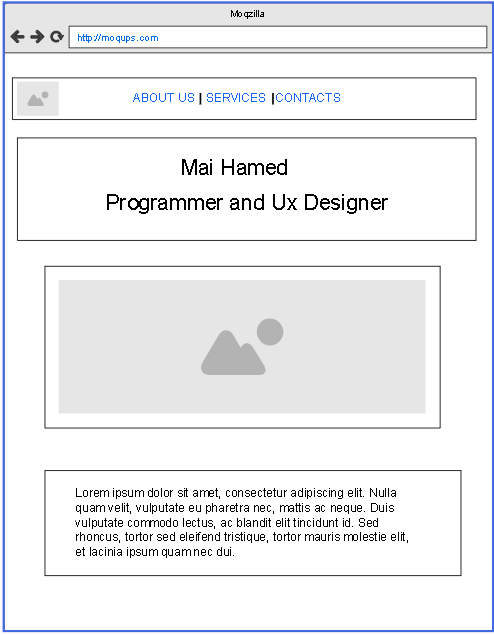 Moqzilla
http://moqups.com
ABOUT US | SERVICES |CONTACTS
Mai Hamed
Programmer and Ux Designer
Lorem ipsum dolor sit amet, consectetur adipiscing elit. Nulla
quam velit, vulputate eu pharetra nec, mattis ac neque. Duis
vulputate commodo lectus, ac blandit elit tincidunt id. Sed
rhoncus, tortor sed eleifend tristique, tortor mauris molestie elit,
et lacinia ipsum quam nec dui.